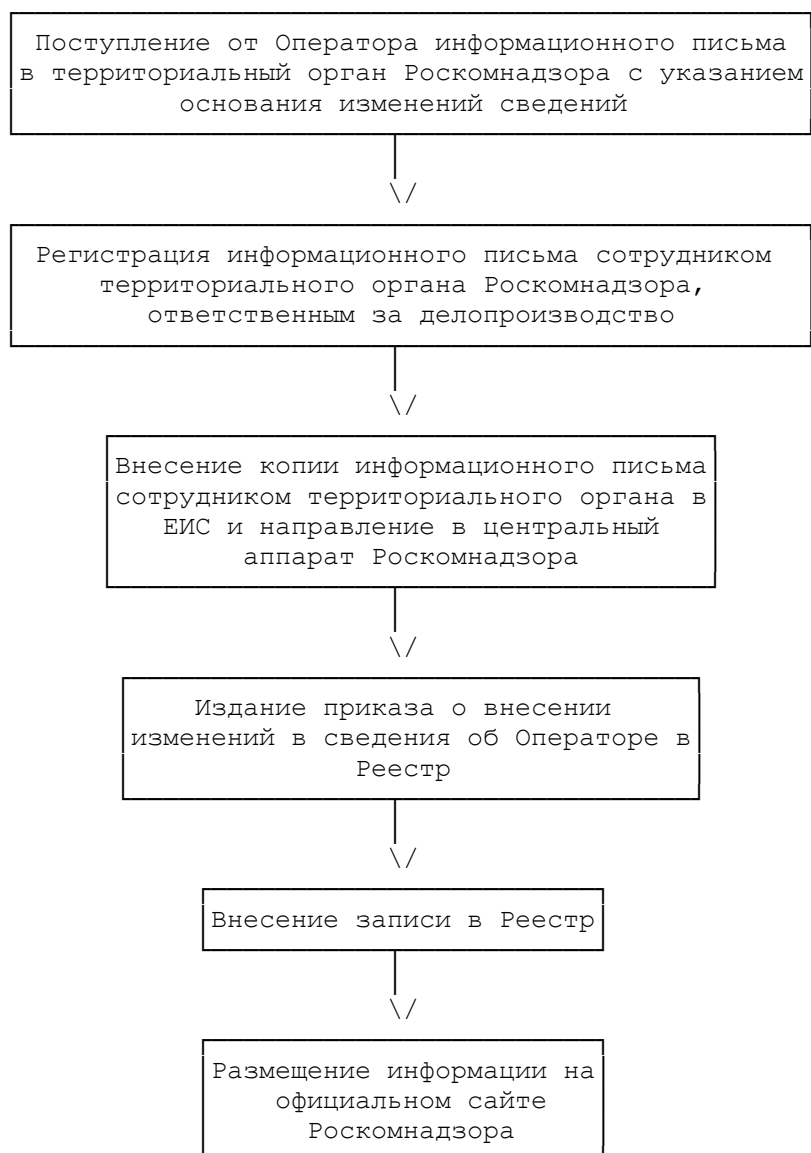 Поступление от Оператора информационного письма
в территориальный орган Роскомнадзора с указанием
основания изменений сведений
Регистрация информационного письма сотрудником
территориального органа Роскомнадзора,
ответственным за делопроизводство
Внесение копии информационного письма
сотрудником территориального органа в
ЕИС и направление в центральный
аппарат Роскомнадзора
Издание приказа о внесении
изменений в сведения об Операторе в
Реестр
Внесение записи в Реестр
Размещение информации на
официальном сайте
Роскомнадзора